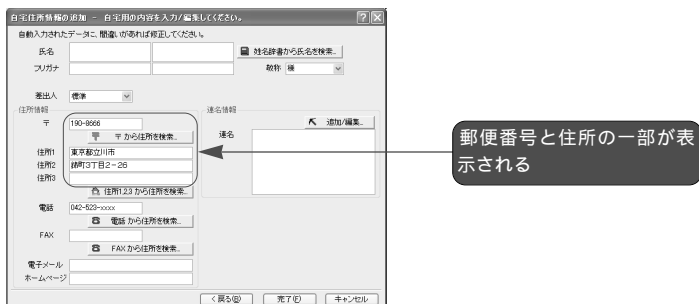 自宅住所情報の追加 － 自宅用の内容を入力/編集してください。
自動入力されたデータに、間違いがあれば修正してください。
氏名
姓名辞書から氏名を検索...
フリガナ
敬称 様
差出人 標準
住所情報
〒 190-8666
〒 から住所を検索...
住所1 東京都立川市
住所2 錦町3丁目2-26
住所3
住所1,2,3 から住所を検索...
電話 042-523-xxxx
電話 から住所を検索...
FAX
FAX から住所を検索...
電子メール
ホームページ
連名情報
追加/編集...
連名
< 戻る(B)
完了(F)
キャンセル
郵便番号と住所の一部が表
示される